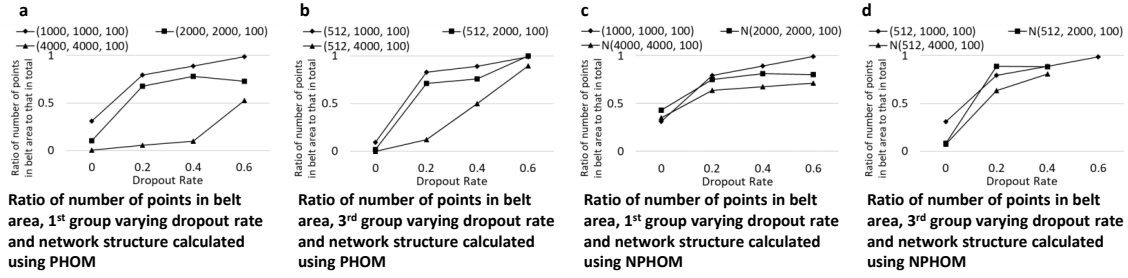 a
(1000, 1000, 100)
(2000, 2000, 100)
(4000, 4000, 100)
Ratio of number of points
in belt area to that in total
1
0.5
0
0
0.2
0.4
0.6
Dropout Rate
Ratio of number of points in belt
area, 1st group varying dropout rate
and network structure calculated
using PHOM
b
(512, 1000, 100)
(512, 2000, 100)
(512, 4000, 100)
Ratio of number of points
in belt area to that in total
1
0.5
0
0
0.2
0.4
0.6
Dropout Rate
Ratio of number of points in belt
area, 3rd group varying dropout rate
and network structure calculated
using PHOM
c
(1000, 1000, 100)
N(2000, 2000, 100)
N(4000, 4000, 100)
Ratio of number of points
in belt area to that in total
1
0.5
0
0
0.2
0.4
0.6
Dropout Rate
Ratio of number of points in belt
area, 1st group varying dropout rate
and network structure calculated
using NPHOM
d
(512, 1000, 100)
N(512, 2000, 100)
N(512, 4000, 100)
Ratio of number of points
in belt area to that in total
1
0.5
0
0
0.2
0.4
0.6
Dropout Rate
Ratio of number of points in belt
area, 3rd group varying dropout rate
and network structure calculated
using NPHOM